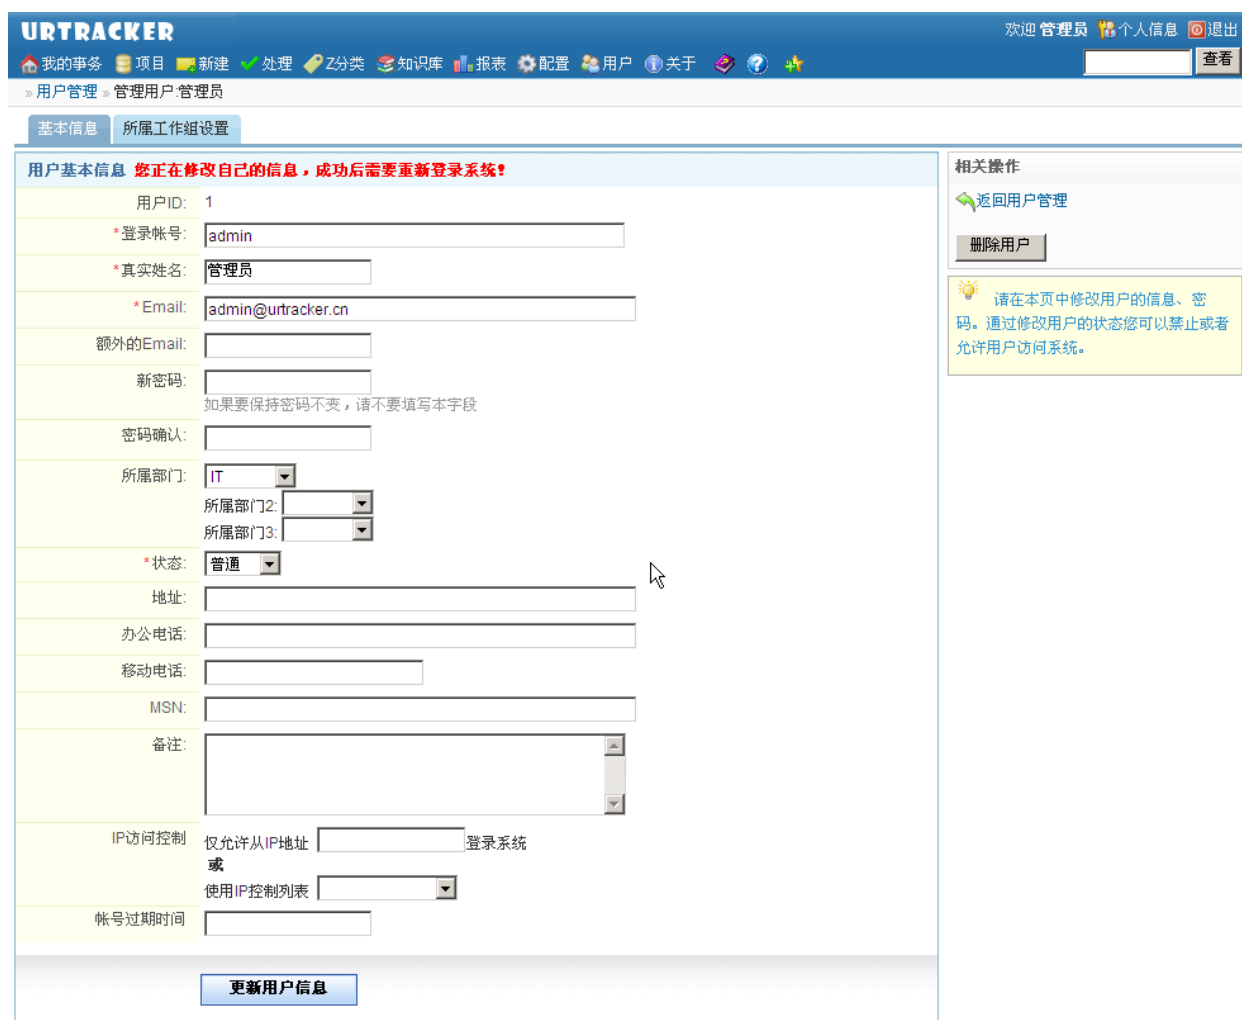 URTRACKER
欢迎 管理员 个人信息 退出
我的事务 项目 新建 处理 Z分类 知识库 报表 配置 用户 关于 查看
» 用户管理 » 管理用户:管理员
基本信息 所属工作组设置
用户基本信息 您正在修改自己的信息，成功后需要重新登录系统!
用户ID: 1
*登录帐号: admin
*真实姓名: 管理员
*Email: admin@urtracker.cn
额外的Email:
新密码:
如果要保持密码不变，请不要填写本字段
密码确认:
所属部门: IT
所属部门2:
所属部门3:
*状态: 普通
地址:
办公电话:
移动电话:
MSN:
备注:
IP访问控制 仅允许从IP地址 登录系统
或
使用IP控制列表
帐号过期时间
更新用户信息
相关操作
返回用户管理
删除用户
请在本页中修改用户的信息、密
码。通过修改用户的状态您可以禁止或者
允许用户访问系统。